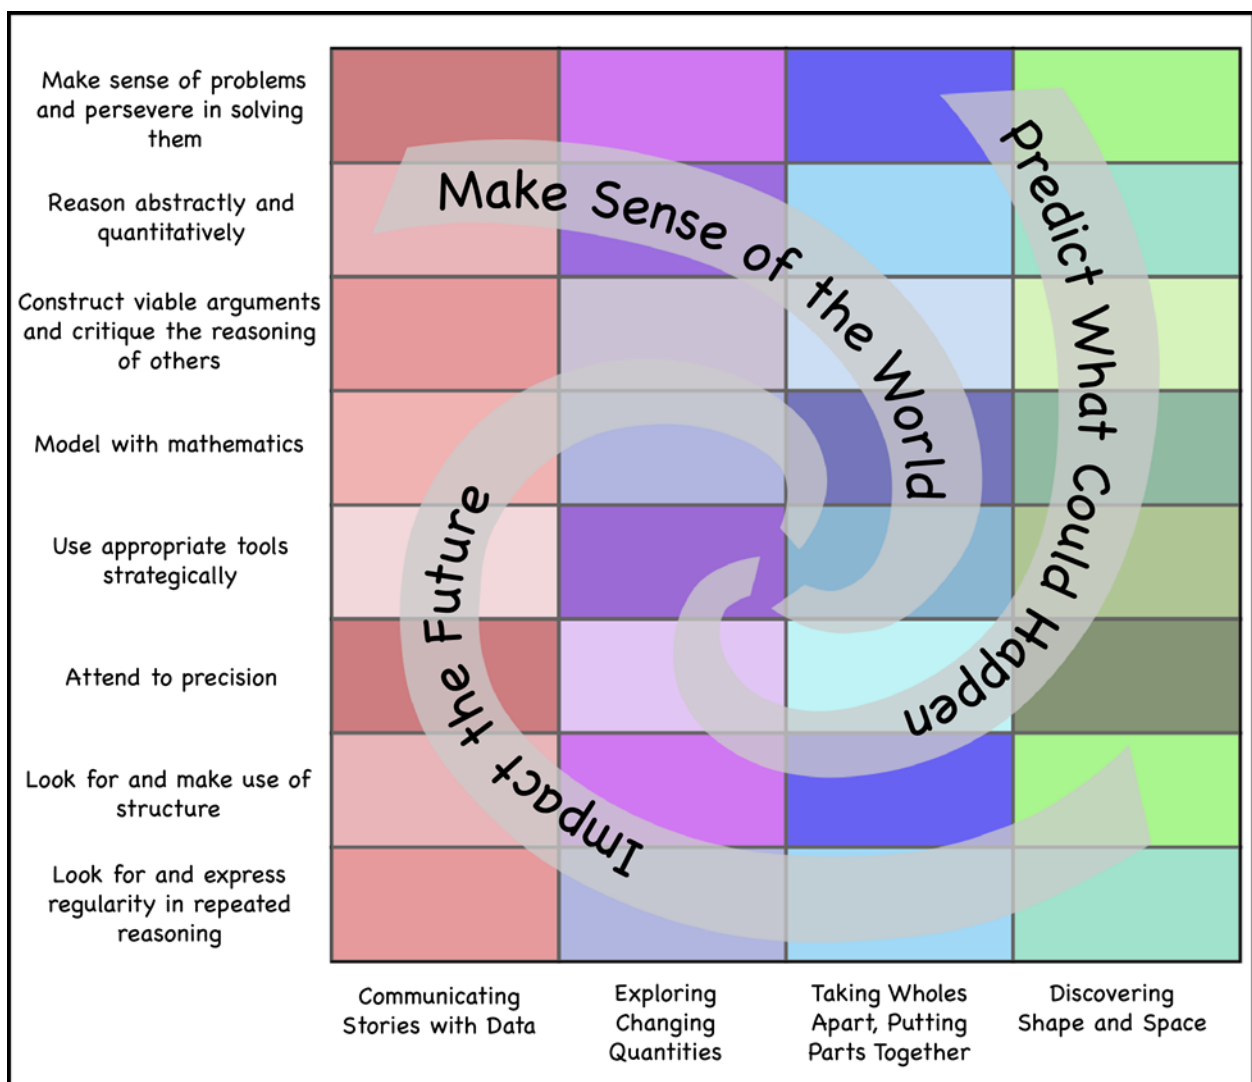 Make sense of problems
and persevere in solving
them
Reason abstractly and
quantitatively
Construct viable arguments
and critique the reasoning
of others
Model with mathematics
Use appropriate tools
strategically
Attend to precision
Look for and make use of
structure
Look for and express
regularity in repeated
reasoning
Make Sense of the World
Predict What Could Happen
Impact the Future
Communicating
Stories with Data
Exploring
Changing
Quantities
Taking Wholes
Apart, Putting
Parts Together
Discovering
Shape and Space